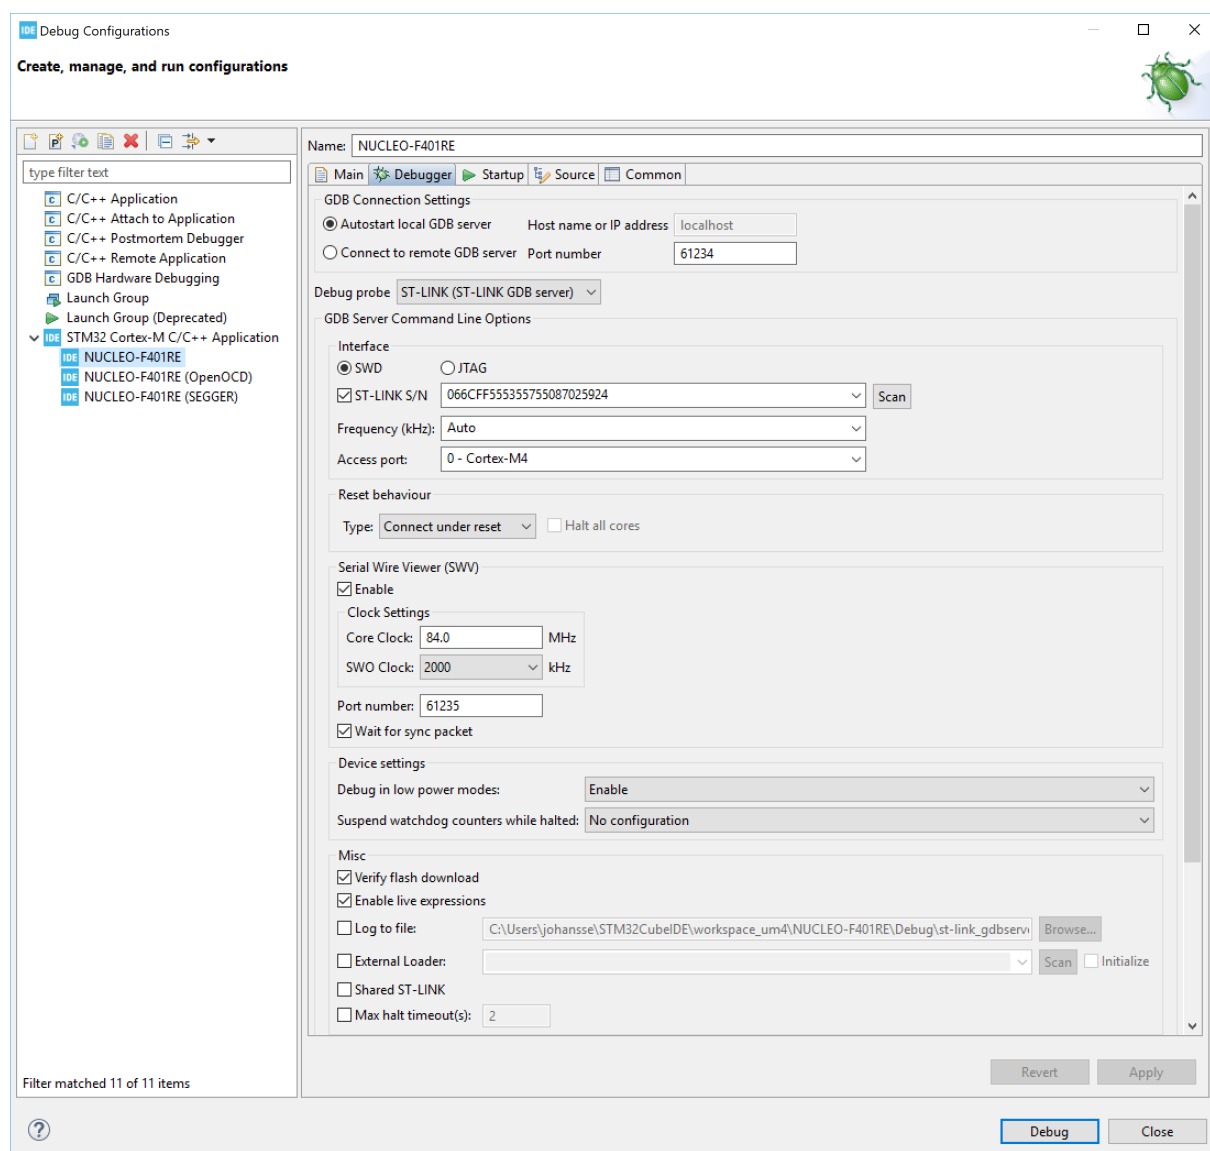 IDE Debug Configurations
Create, manage, and run configurations
type filter text
C/C++ Application
C/C++ Attach to Application
C/C++ Postmortem Debugger
C/C++ Remote Application
GDB Hardware Debugging
Launch Group
Launch Group (Deprecated)
IDE STM32 Cortex-M C/C++ Application
IDE NUCLEO-F401RE
IDE NUCLEO-F401RE (OpenOCD)
IDE NUCLEO-F401RE (SEGGER)
Filter matched 11 of 11 items
Name: NUCLEO-F401RE
Main Debugger Startup Source Common
GDB Connection Settings
Autostart local GDB server Host name or IP address localhost
Connect to remote GDB server Port number 61234
Debug probe ST-LINK (ST-LINK GDB server)
GDB Server Command Line Options
Interface
SWD JTAG
ST-LINK S/N 066CFF555355755087025924 Scan
Frequency (kHz): Auto
Access port: 0 - Cortex-M4
Reset behaviour
Type: Connect under reset Halt all cores
Serial Wire Viewer (SWV)
Enable
Clock Settings
Core Clock: 84.0 MHz
SWO Clock: 2000 kHz
Port number: 61235
Wait for sync packet
Device settings
Debug in low power modes: Enable
Suspend watchdog counters while halted: No configuration
Misc
Verify flash download
Enable live expressions
Log to file: C:\Users\johansse\STM32CubeIDE\workspace_um4\NUCLEO-F401RE\Debug\st-link_gdbserv Browse...
External Loader: Scan Initialize
Shared ST-LINK
Max halt timeout(s): 2
Revert Apply
Debug Close